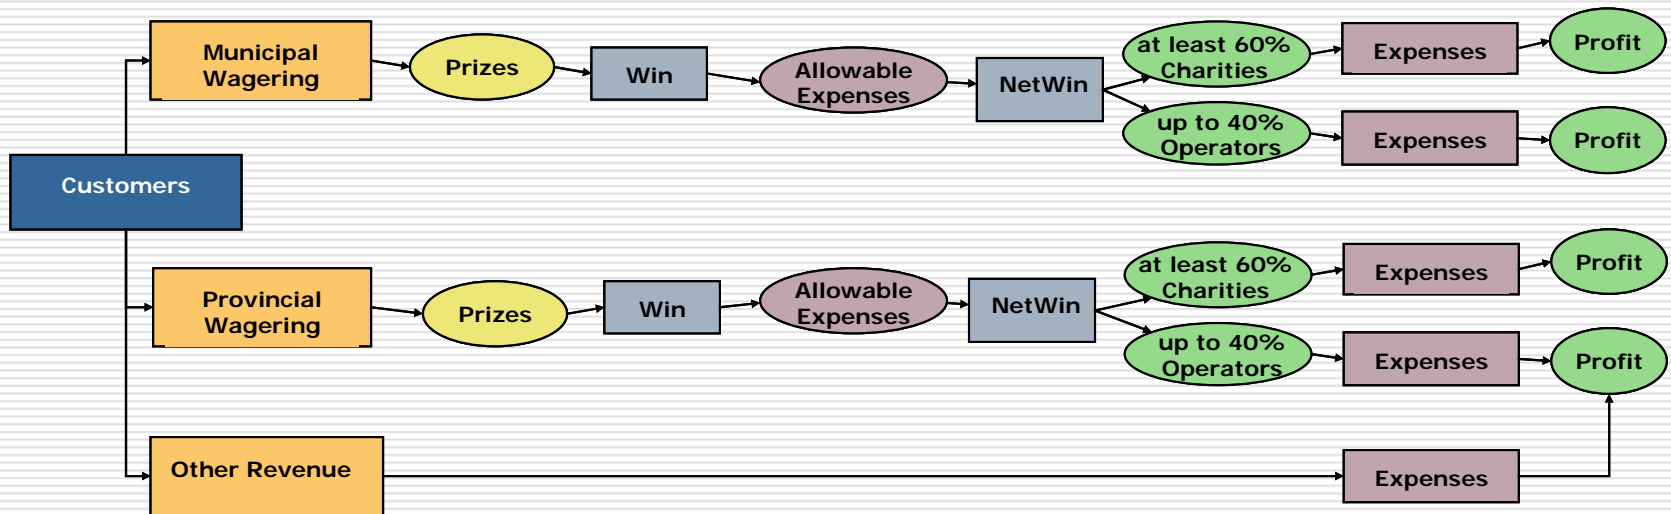 Municipal
Wagering
Prizes
Win
Allowable
Expenses
NetWin
at least 60%
Charities
Expenses
Profit
up to 40%
Operators
Expenses
Profit
Customers
Provincial
Wagering
Prizes
Win
Allowable
Expenses
NetWin
at least 60%
Charities
Expenses
Profit
up to 40%
Operators
Expenses
Profit
Other Revenue
Expenses